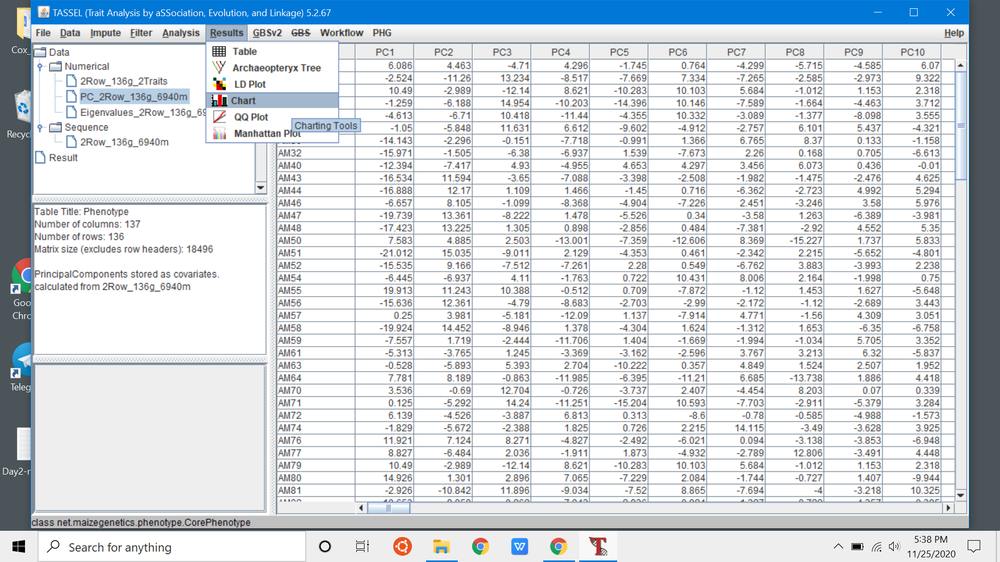 TASSEL (Trait Analysis by aSSociation, Evolution, and Linkage) 5.2.67
File Data Impute Filter Analysis Results GBSv2 GBS Workflow PHG Help
Cox_
Recycl
Goo
Chro
Teleg
Day2-r
Data
Numerical
2Row_136g_2Traits
PC_2Row_136g_6940m
Eigenvalues_2Row_136g_69
Sequence
2Row_136g_6940m
Result
Table
Archaeopteryx Tree
LD Plot
Chart
QQ Plot
Manhattan Plot
Charting Tools
Table Title: Phenotype
Number of columns: 137
Number of rows: 136
Matrix size (excludes row headers): 18496
PrincipalComponents stored as covariates.
calculated from 2Row_136g_6940m
PC1 PC2 PC3 PC4 PC5 PC6 PC7 PC8 PC9 PC10
6.086 4.463 -4.71 4.296 -1.745 0.764 -4.299 -5.715 -4.585 6.07
-2.524 -11.26 13.234 -8.517 -7.669 7.334 -7.265 -2.585 -2.973 9.322
10.49 -2.989 -12.14 8.621 -10.283 10.103 5.684 -1.012 1.153 2.318
-1.259 -6.188 14.954 -10.203 -14.396 10.146 -7.589 -1.664 -4.463 3.712
-4.613 -6.71 10.418 -11.44 -4.355 10.332 -3.089 -1.377 -8.098 3.555
-1.05 -5.848 11.631 6.612 -9.602 -4.912 -2.757 6.101 5.437 -4.321
-14.143 -2.296 -0.151 -7.718 -0.991 1.366 6.765 8.37 0.133 -1.158
AM32 -15.971 -1.505 -6.38 -6.937 1.539 -7.673 2.26 0.168 0.705 -6.613
AM40 -12.394 -7.417 4.93 -4.955 4.653 4.297 3.456 6.073 0.436 -0.01
AM43 -16.534 11.594 -3.65 -7.088 -3.398 -2.508 -1.982 -1.475 -2.476 4.625
AM44 -16.888 12.17 1.109 1.466 -1.45 0.716 -6.362 -2.723 4.992 5.294
AM46 -6.657 8.105 -1.099 -8.368 -4.904 -7.226 2.451 -3.246 3.58 5.976
AM47 -19.739 13.361 -8.222 1.478 -5.526 0.34 -3.58 1.263 -6.389 -3.981
AM48 -17.423 13.225 1.305 0.898 -2.856 0.484 -7.381 -2.92 4.552 5.35
AM50 7.583 4.885 2.503 -13.001 -7.359 -12.606 8.369 -15.227 1.737 5.833
AM51 -21.012 15.035 -9.011 2.129 -4.353 0.461 -2.342 2.215 -5.652 -4.801
AM52 -15.535 9.166 -7.512 -7.261 2.28 0.549 -6.762 3.883 -3.993 2.238
AM54 -6.445 -6.937 4.11 -1.763 0.722 10.431 8.006 2.164 -1.998 0.75
AM55 19.913 11.243 10.388 -0.512 0.709 -7.872 -1.12 1.453 1.627 -5.648
AM56 -15.636 12.361 -4.79 -8.683 -2.703 -2.99 -2.172 -1.12 -2.689 3.443
AM57 0.25 3.981 -5.181 -12.09 1.137 -7.914 4.771 -1.56 4.309 3.051
AM58 -19.924 14.452 -8.946 1.378 -4.304 1.624 -1.312 1.653 -6.35 -6.758
AM59 -7.557 1.719 -2.444 -11.706 1.404 -1.669 -1.994 -1.034 5.705 3.352
AM61 -5.313 -3.765 1.245 -3.369 -3.162 -2.596 3.767 3.213 6.32 -5.837
AM63 -0.528 -5.893 5.393 2.704 -10.222 0.357 4.849 1.524 2.507 1.952
AM64 7.781 8.189 -0.863 -11.985 -6.395 -11.21 6.685 -13.738 1.886 4.418
AM70 3.536 -0.69 12.704 -0.726 -3.737 2.407 -4.454 8.203 0.07 0.339
AM71 0.125 -5.292 14.24 -11.251 -15.204 10.593 -7.703 -2.911 -5.379 3.284
AM72 6.139 -4.526 -3.887 6.813 0.313 -8.6 -0.78 -0.585 -4.988 -1.573
AM74 -1.829 -5.672 -2.388 1.825 0.726 2.215 14.115 -3.49 -3.628 3.925
AM76 11.921 7.124 8.271 -4.827 -2.492 -6.021 0.094 -3.138 -3.853 -6.948
AM77 8.827 -6.484 2.036 -1.911 1.873 -4.932 -2.789 12.806 -3.491 4.448
AM79 10.49 -2.989 -12.14 8.621 -10.283 10.103 5.684 -1.012 1.153 2.318
AM80 14.926 1.301 2.896 7.065 -7.229 2.084 -1.744 -0.727 1.407 -9.944
AM81 -2.926 -10.842 11.896 -9.034 -7.52 8.865 -7.694 -4 -3.218 10.325
class net.maizegenetics.phenotype.CorePhenotype
Search for anything
5:38 PM
11/25/2020